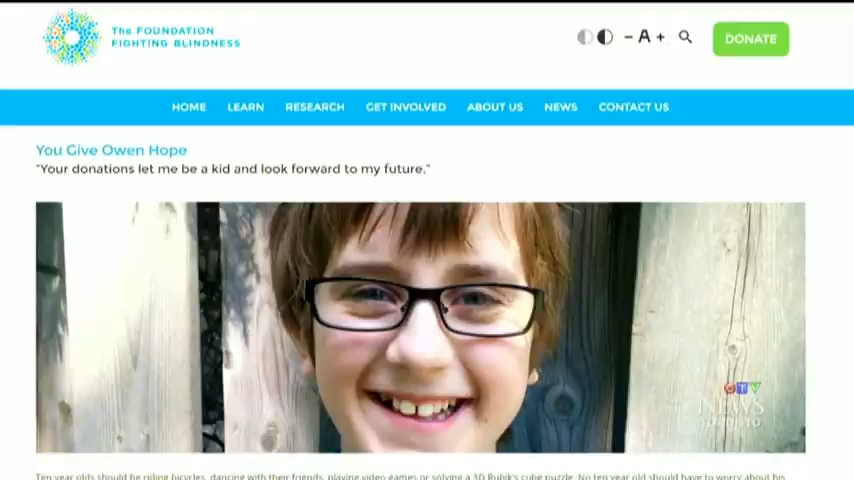 The FOUNDATION
FIGHTING BLINDNESS
- A +
DONATE
HOME LEARN RESEARCH GET INVOLVED ABOUT US NEWS CONTACT US
You Give Owen Hope
"Your donations let me be a kid and look forward to my future."
CTV
NEWS
TORONTO
Ten year olds should be riding bicycles, dancing with their friends, playing video games or solving a 3D Rubik's cube puzzle. No ten year old should have to worry about his